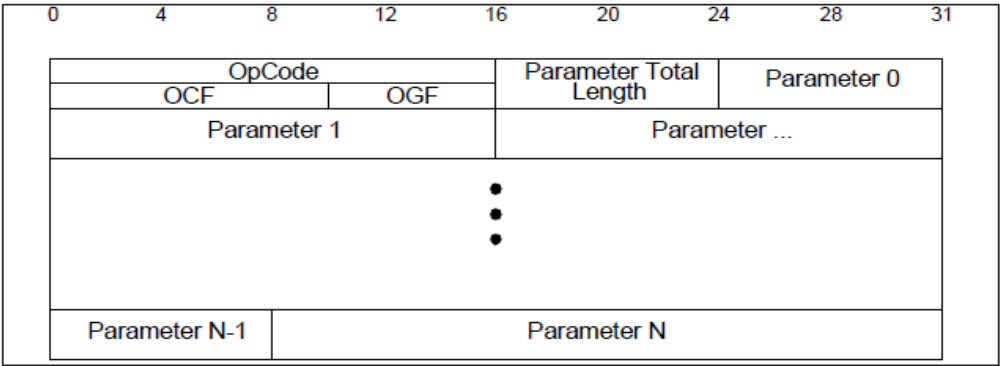 0 4 8 12 16 20 24 28 31
OpCode
Parameter Total
Length
Parameter 0
OCF
OGF
Parameter 1
Parameter ...
Parameter N-1
Parameter N